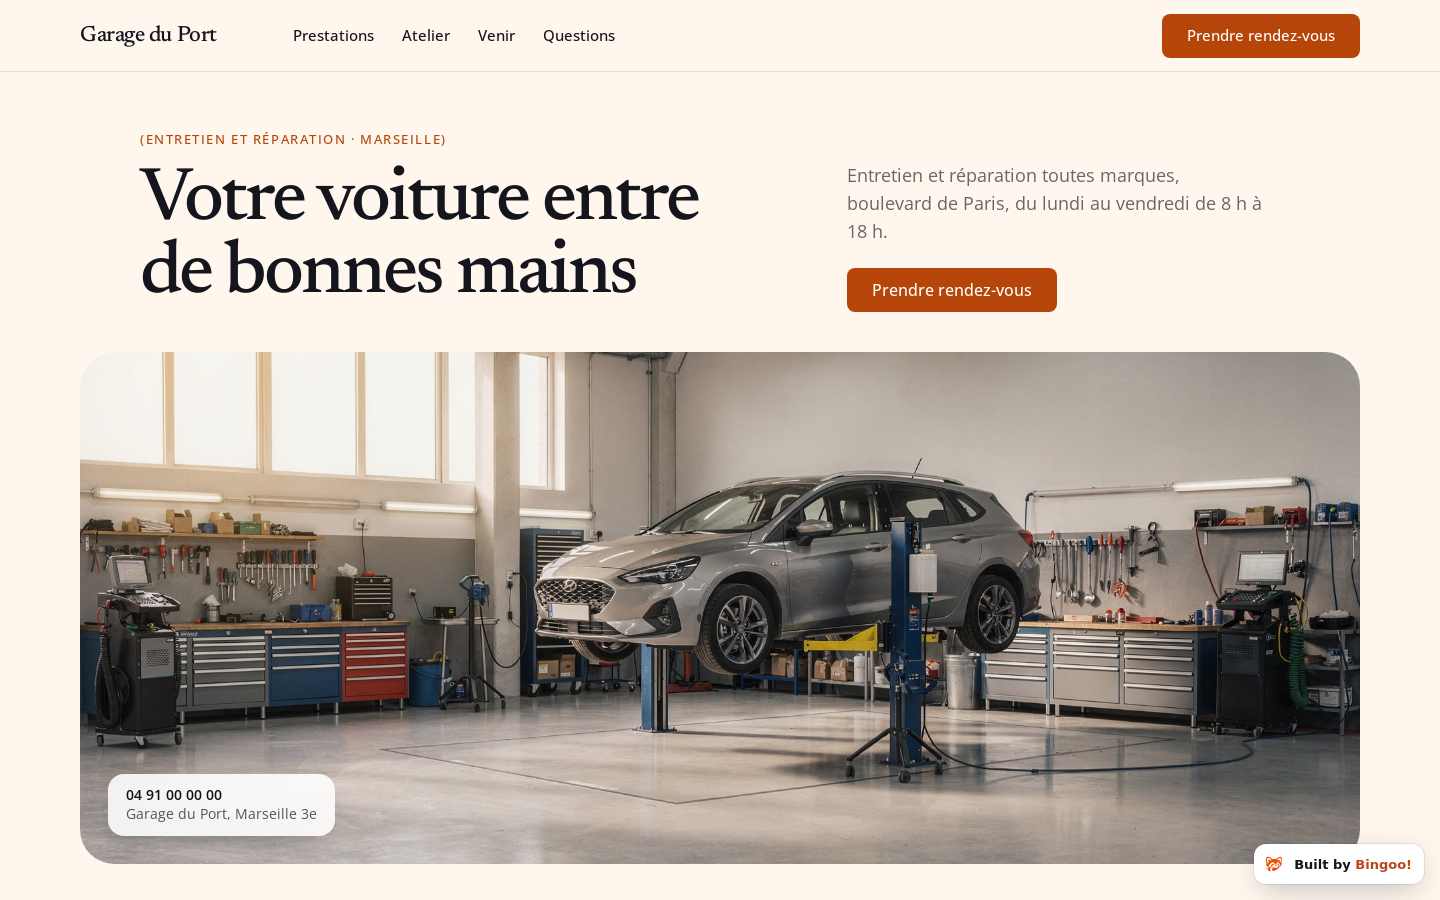 Garage du Port
Prestations
Atelier
Venir
Questions
Prendre rendez-vous
(ENTRETIEN ET RÉPARATION · MARSEILLE)
Votre voiture entre
de bonnes mains
Entretien et réparation toutes marques,
boulevard de Paris, du lundi au vendredi de 8 h à
18 h.
Prendre rendez-vous
04 91 00 00 00
Garage du Port, Marseille 3e
Built by Bingoo!